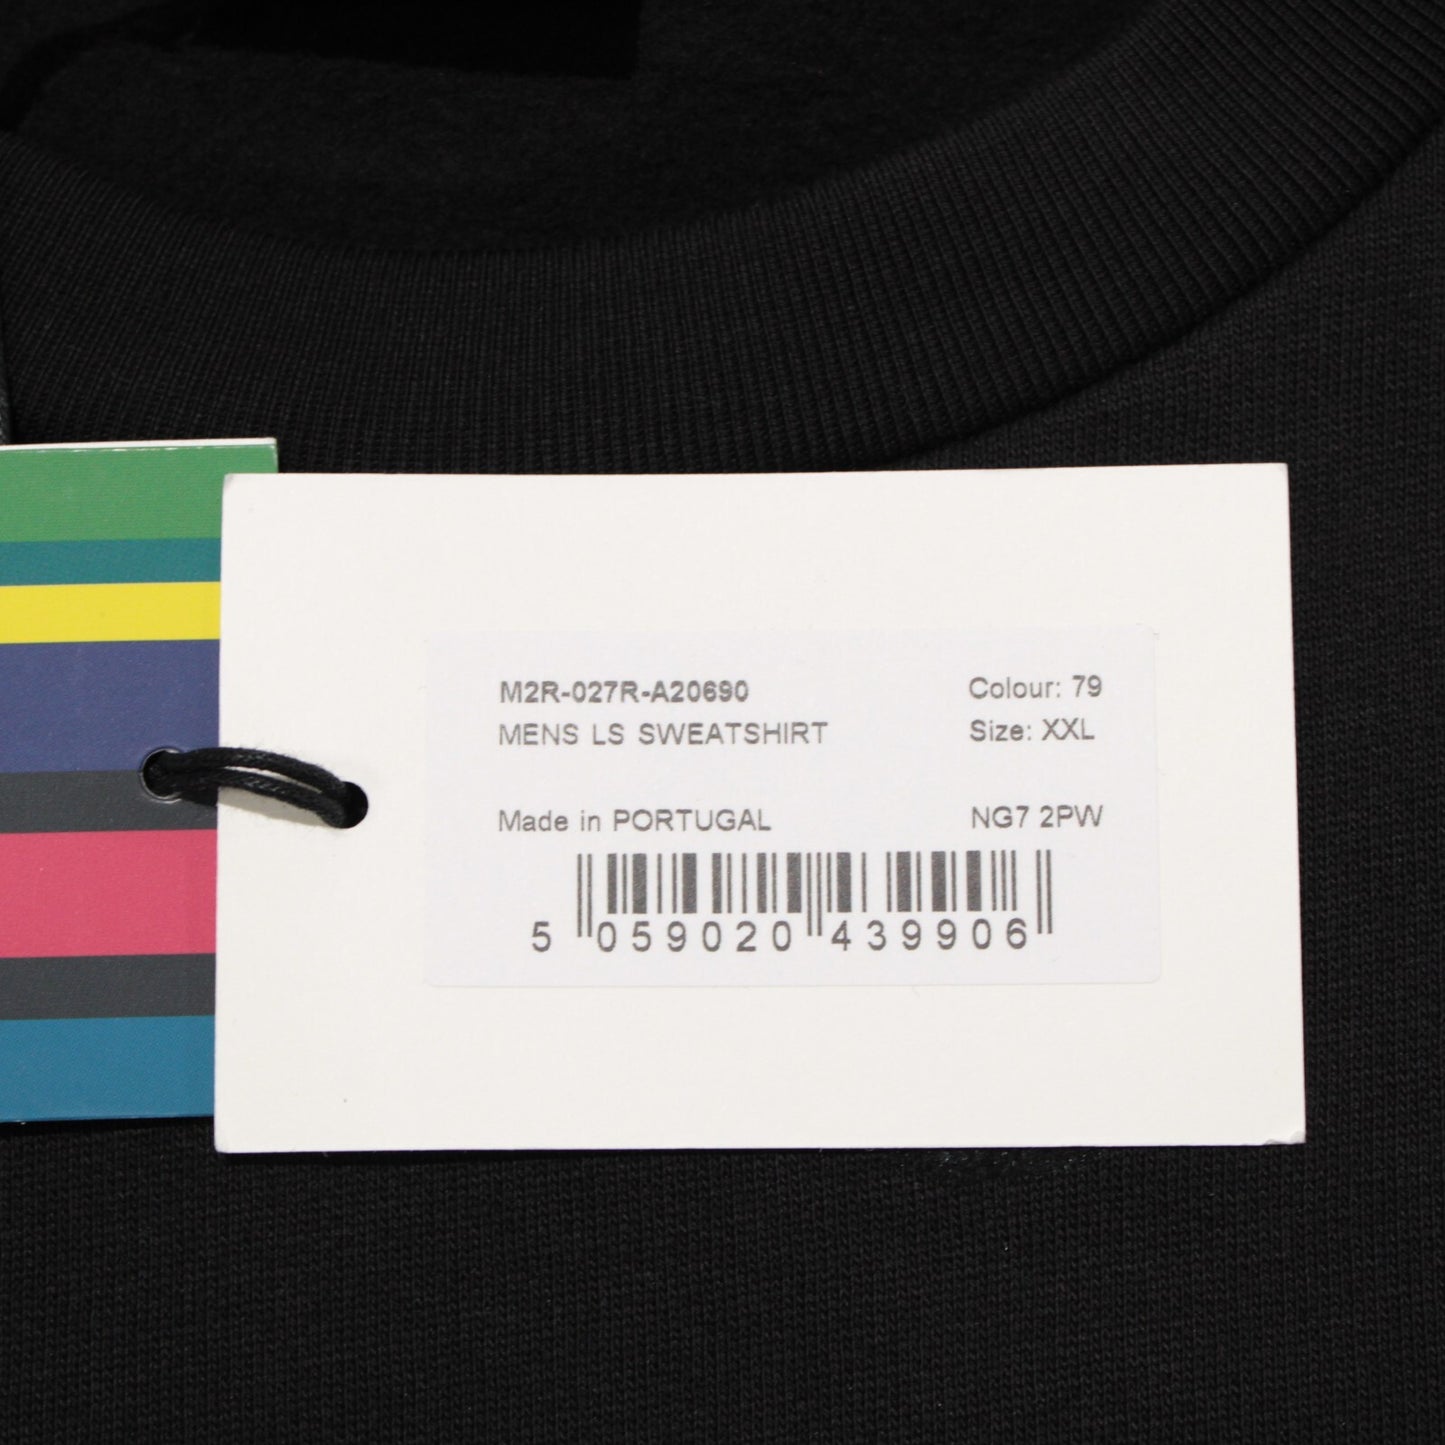 M2R-027R-A20690 Colour: 79
MENS LS SWEATSHIRT Size: XXL
Made in PORTUGAL NG7 2PW
5 059020 439906